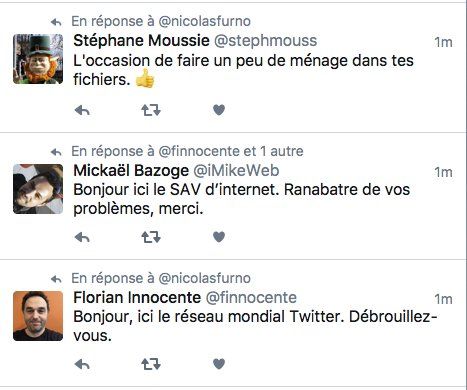 En réponse à @nicolasfurno
Stéphane Moussie @stephmouss 1m
L'occasion de faire un peu de ménage dans tes
fichiers. 👍
En réponse à @finnocente et 1 autre
Mickaël Bazoge @iMikeWeb 1m
Bonjour ici le SAV d’internet. Ranabatre de vos
problèmes, merci.
En réponse à @nicolasfurno
Florian Innocente @finnocente 1m
Bonjour, ici le réseau mondial Twitter. Débrouillez-
vous.